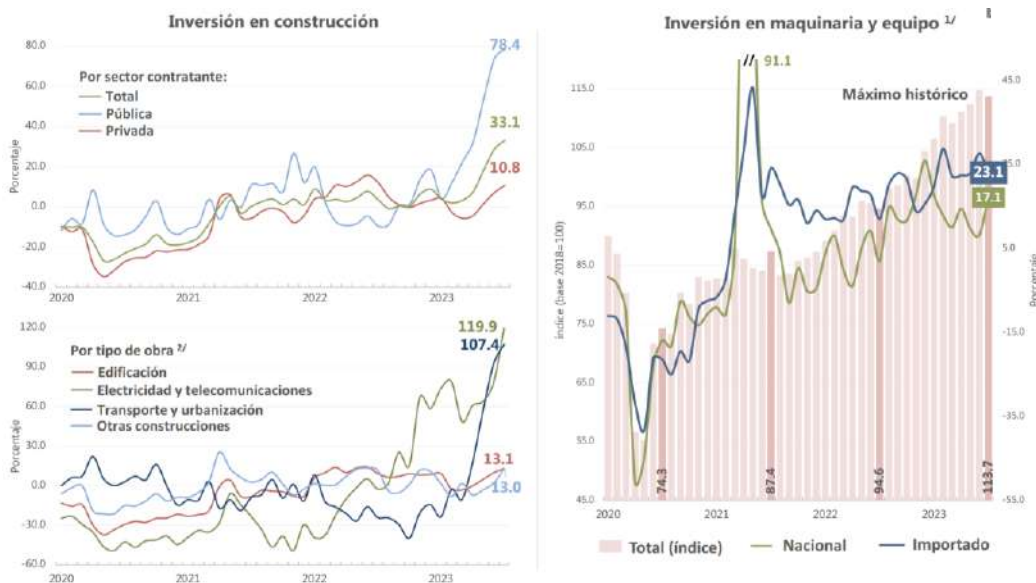 Inversión en construcción
80.0
60.0
40.0
20.0
0.0
-20.0
-40.0
Porcentaje
Por sector contratante:
Total
Pública
Privada
78.4
33.1
10.8
2020
2021
2022
2023
120.0
90.0
60.0
30.0
0.0
-30.0
-60.0
Porcentaje
Por tipo de obra 2/
Edificación
Electricidad y telecomunicaciones
Transporte y urbanización
Otras construcciones
119.9
107.4
13.1
13.0
2020
2021
2022
2023
Inversión en maquinaria y equipo 1/
115.0
105.0
95.0
85.0
75.0
65.0
55.0
45.0
índice (base 2018=100)
// 91.1
Máximo histórico
45.0
5.0
-15.0
-35.0
-55.0
Porcentaje
23.1
17.1
74.3
87.4
94.6
113.7
2020
2021
2022
2023
Total (índice)
Nacional
Importado